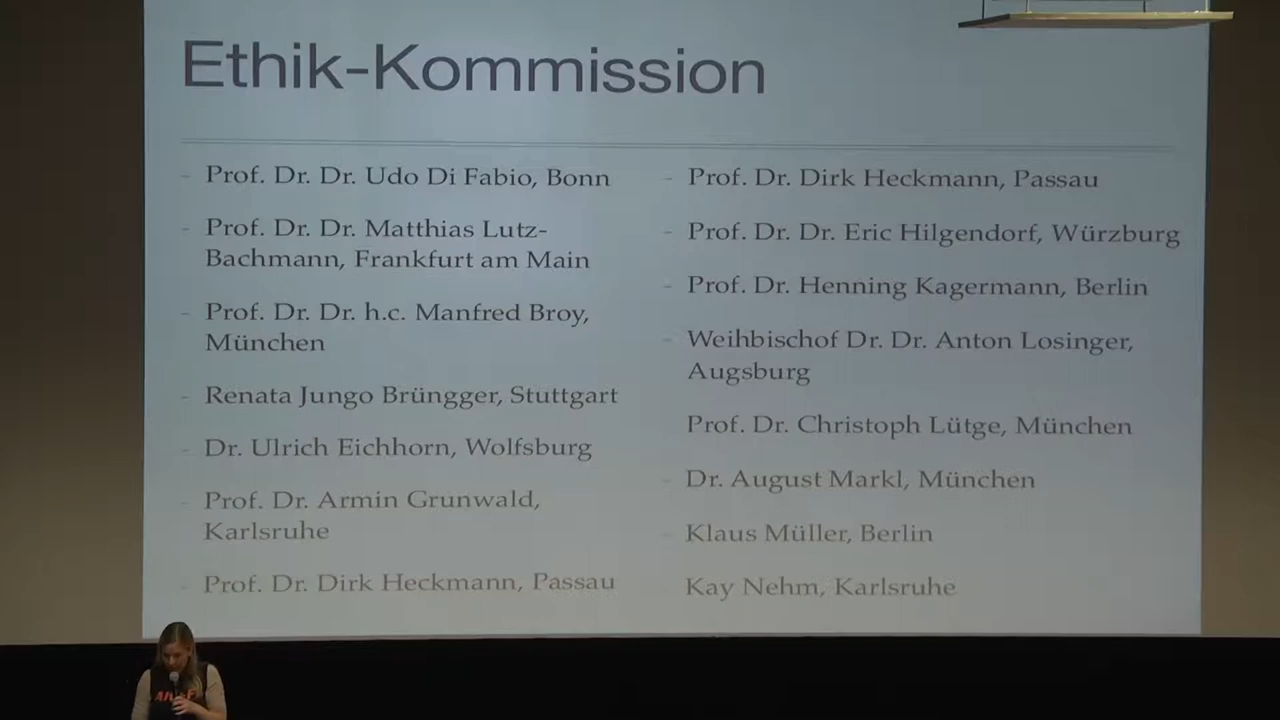 Ethik-Kommission
- Prof. Dr. Dr. Udo Di Fabio, Bonn
- Prof. Dr. Dr. Matthias Lutz-
Bachmann, Frankfurt am Main
- Prof. Dr. Dr. h.c. Manfred Broy,
München
- Renata Jungo Brüngger, Stuttgart
- Dr. Ulrich Eichhorn, Wolfsburg
- Prof. Dr. Armin Grunwald,
Karlsruhe
- Prof. Dr. Dirk Heckmann, Passau
- Prof. Dr. Dirk Heckmann, Passau
- Prof. Dr. Dr. Eric Hilgendorf, Würzburg
- Prof. Dr. Henning Kagermann, Berlin
- Weihbischof Dr. Dr. Anton Losinger,
Augsburg
Prof. Dr. Christoph Lütge, München
- Dr. August Markl, München
- Klaus Müller, Berlin
Kay Nehm, Karlsruhe